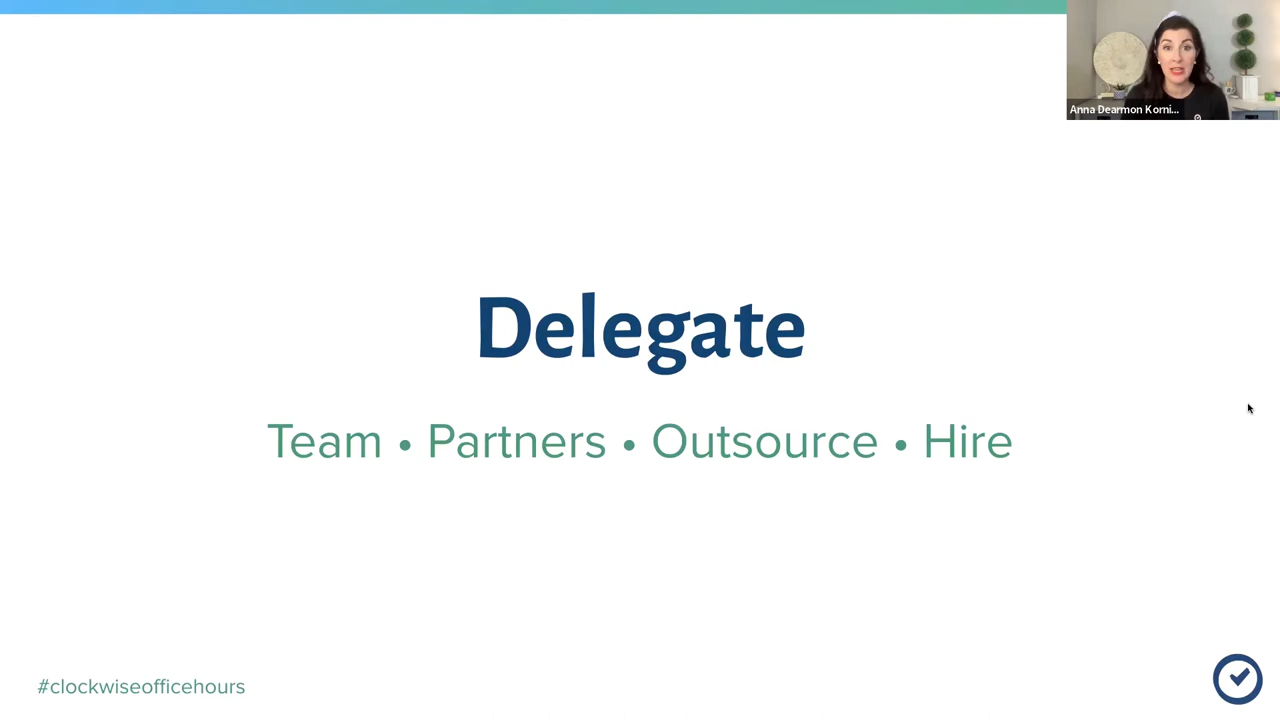 Anna Dearmon Korni...
Delegate
Team • Partners • Outsource • Hire
#clockwiseofficehours